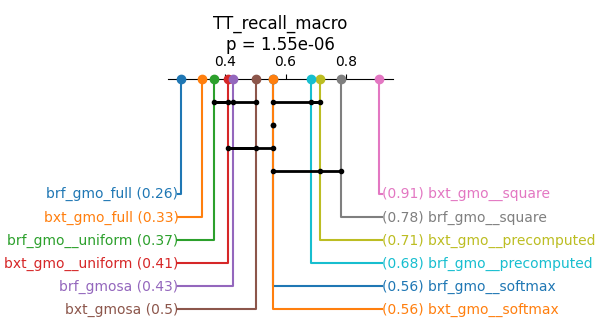 TT_recall_macro
p = 1.55e-06
0.4 0.6 0.8
brf_gmo_full (0.26)
(0.91) bxt_gmo__square
bxt_gmo_full (0.33)
(0.78) brf_gmo__square
brf_gmo__uniform (0.37)
(0.71) bxt_gmo__precomputed
bxt_gmo__uniform (0.41)
(0.68) brf_gmo__precomputed
brf_gmosa (0.43)
(0.56) brf_gmo__softmax
bxt_gmosa (0.5)
(0.56) bxt_gmo__softmax